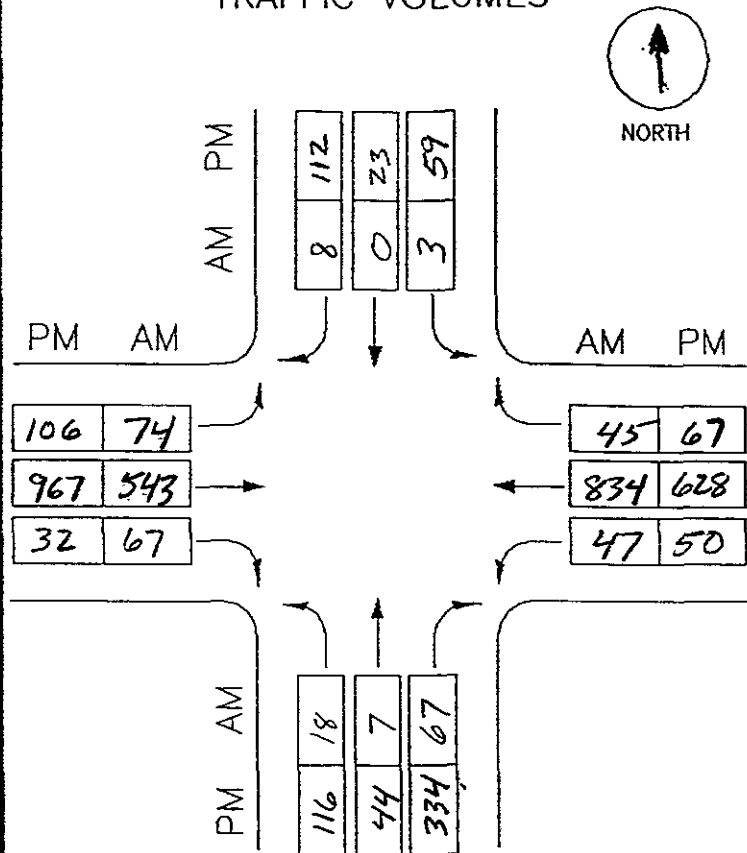 TRAFFIC VOLUMES
NORTH
PM 112 23 59
AM 8 0 3
PM AM
AM PM
106 74
45 67
967 543
834 628
32 67
47 50
AM 18 7 67
PM 116 44 334